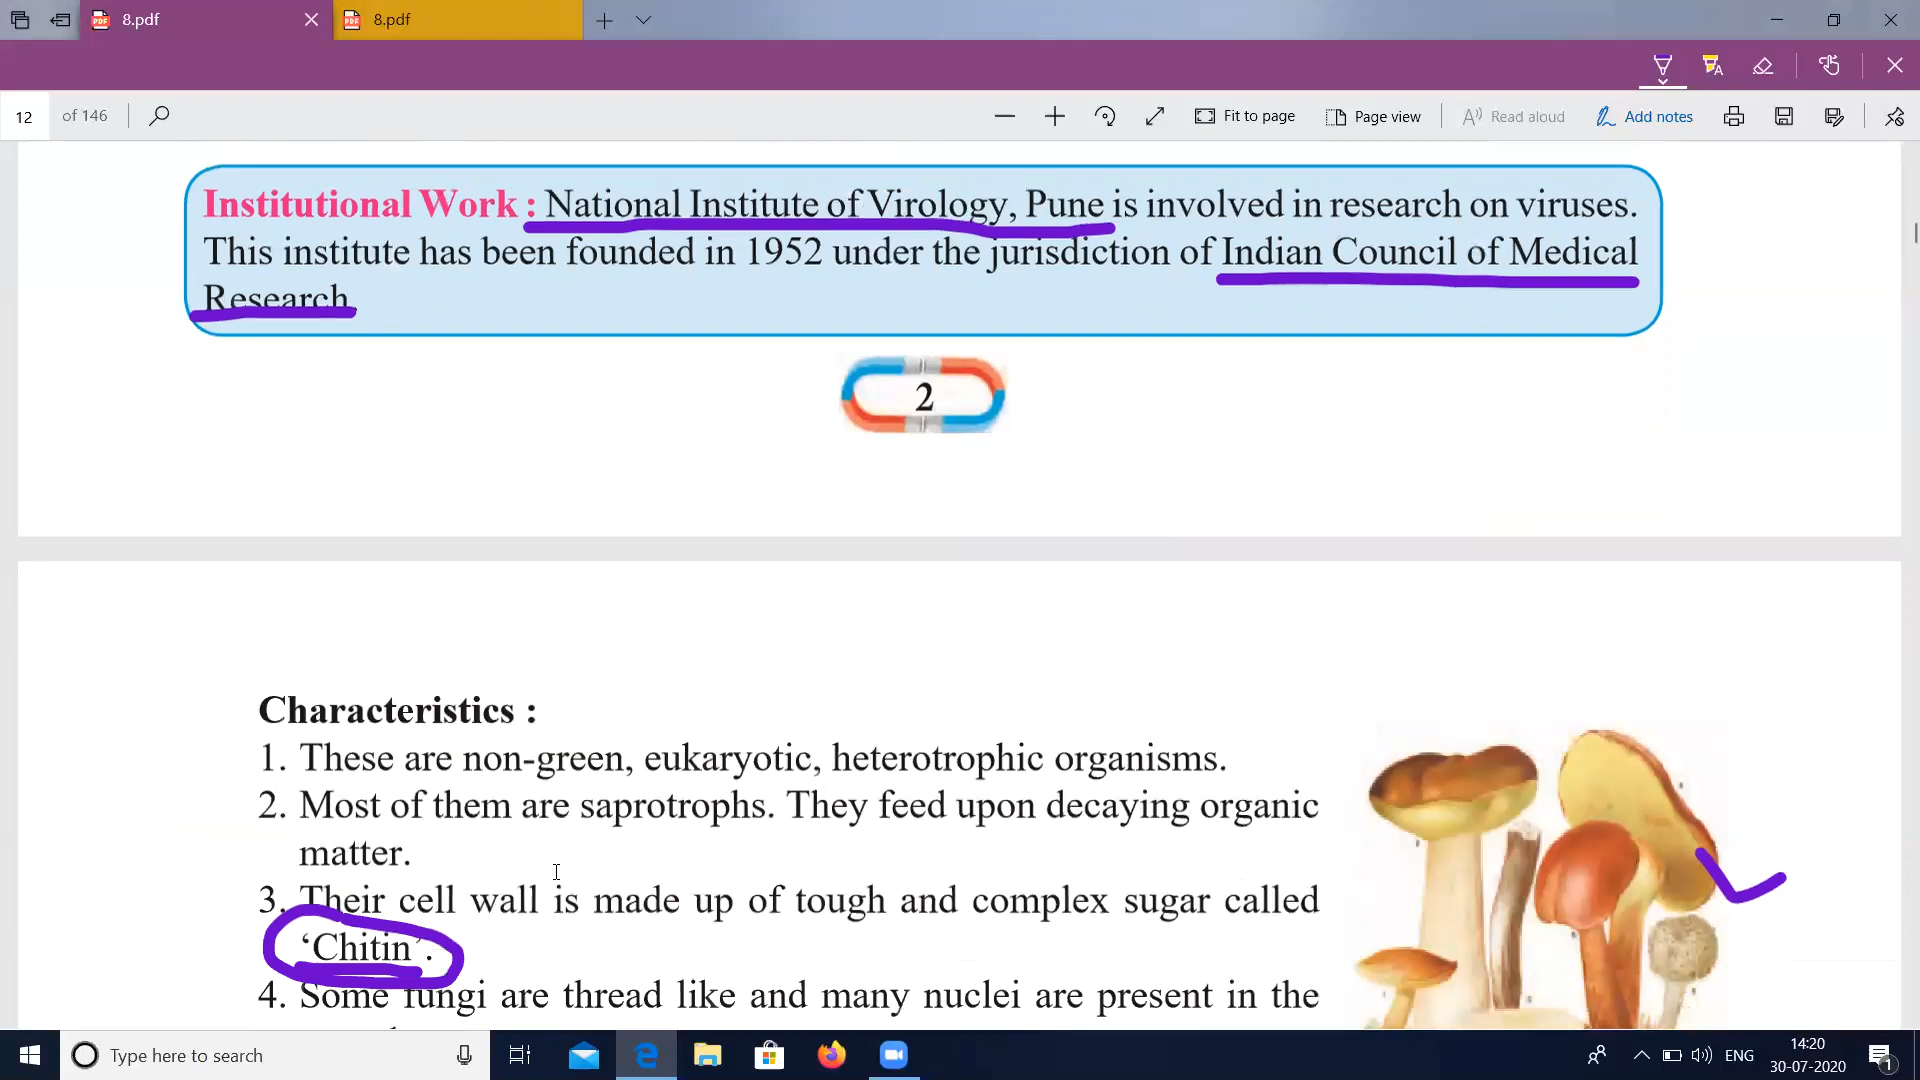 8.pdf
8.pdf
12 of 146
Fit to page
Page view
Read aloud
Add notes
Institutional Work : National Institute of Virology, Pune is involved in research on viruses.
This institute has been founded in 1952 under the jurisdiction of Indian Council of Medical
Research
2
Characteristics :
1. These are non-green, eukaryotic, heterotrophic organisms.
2. Most of them are saprotrophs. They feed upon decaying organic
matter.
3. Their cell wall is made up of tough and complex sugar called
‘Chitin’.
4. Some fungi are thread like and many nuclei are present in the
Type here to search
ENG
14:20
30-07-2020
1